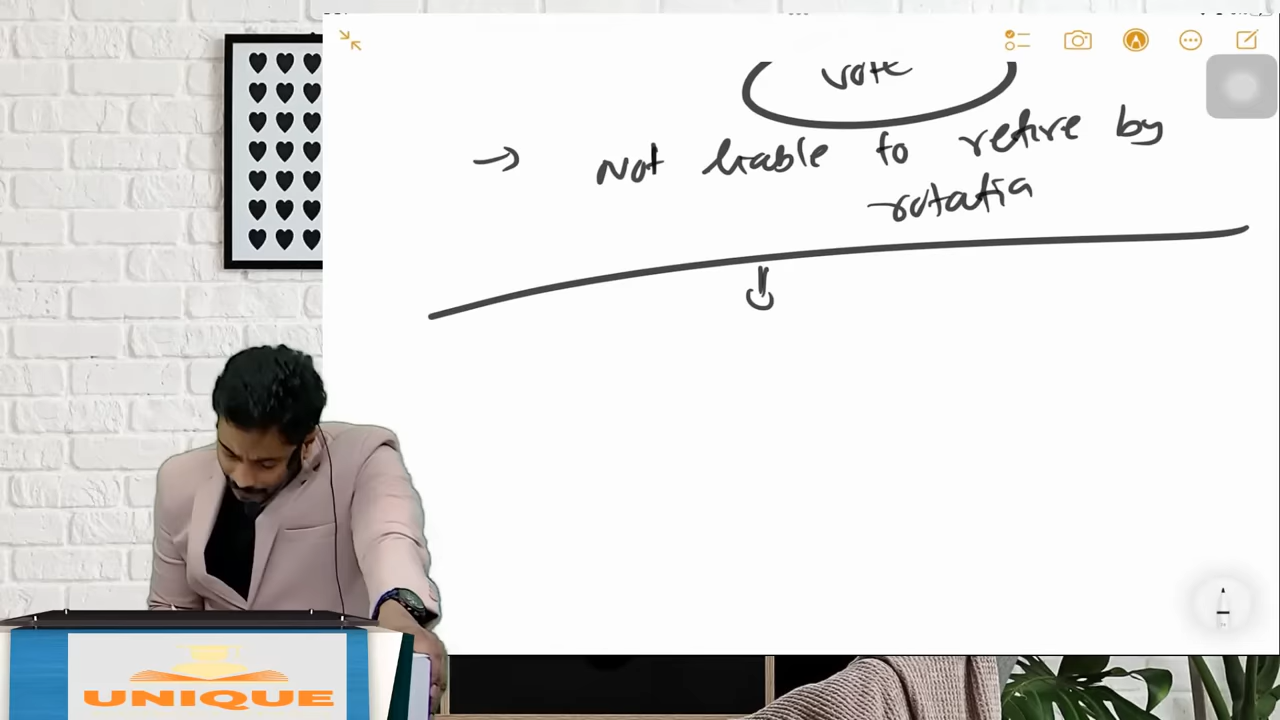 vote
→ Not liable to retire by
rotatia
UNIQUE